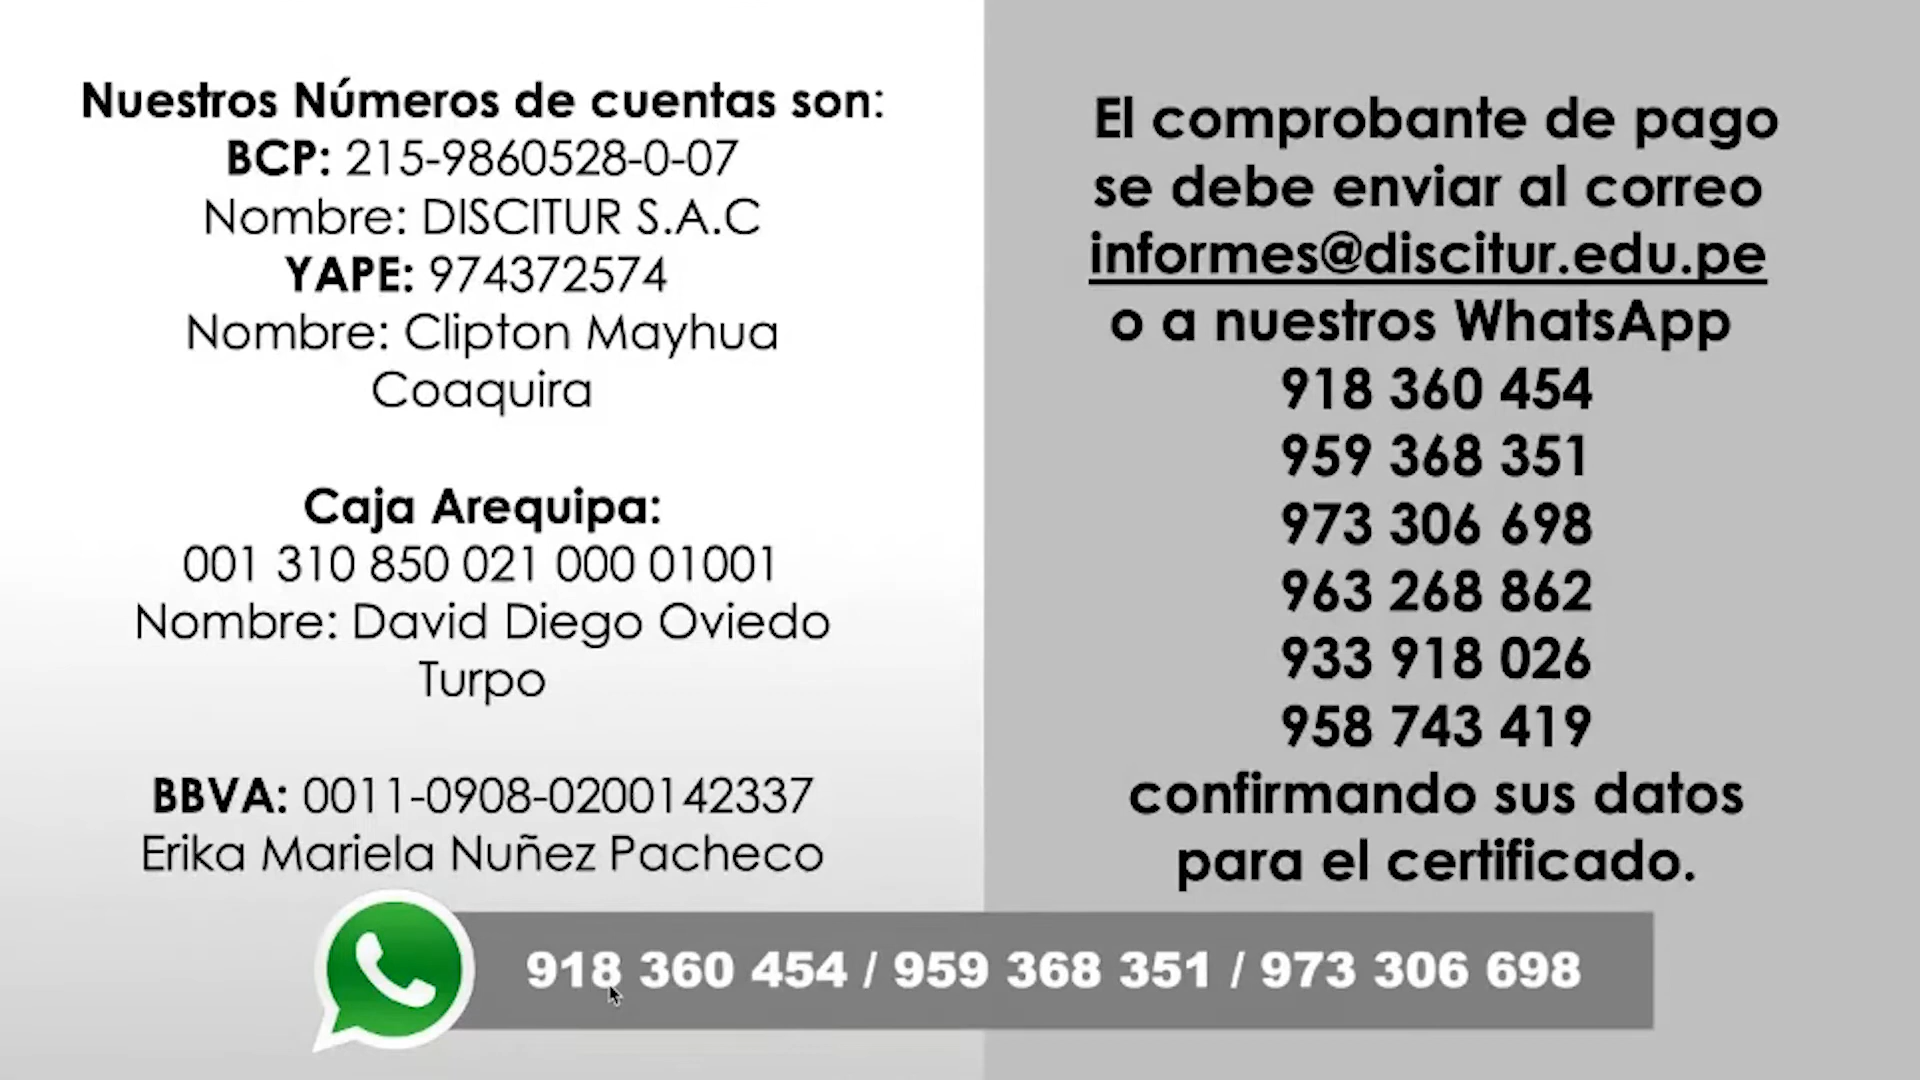 Nuestros Números de cuentas son:
BCP: 215-9860528-0-07
Nombre: DISCITUR S.A.C
YAPE: 974372574
Nombre: Clipton Mayhua
Coaquira
Caja Arequipa:
001 310 850 021 000 01001
Nombre: David Diego Oviedo
Turpo
BBVA: 0011-0908-0200142337
Erika Mariela Nuñez Pacheco
El comprobante de pago
se debe enviar al correo
informes@discitur.edu.pe
o a nuestros WhatsApp
918 360 454
959 368 351
973 306 698
963 268 862
933 918 026
958 743 419
confirmando sus datos
para el certificado.
918 360 454 / 959 368 351 / 973 306 698